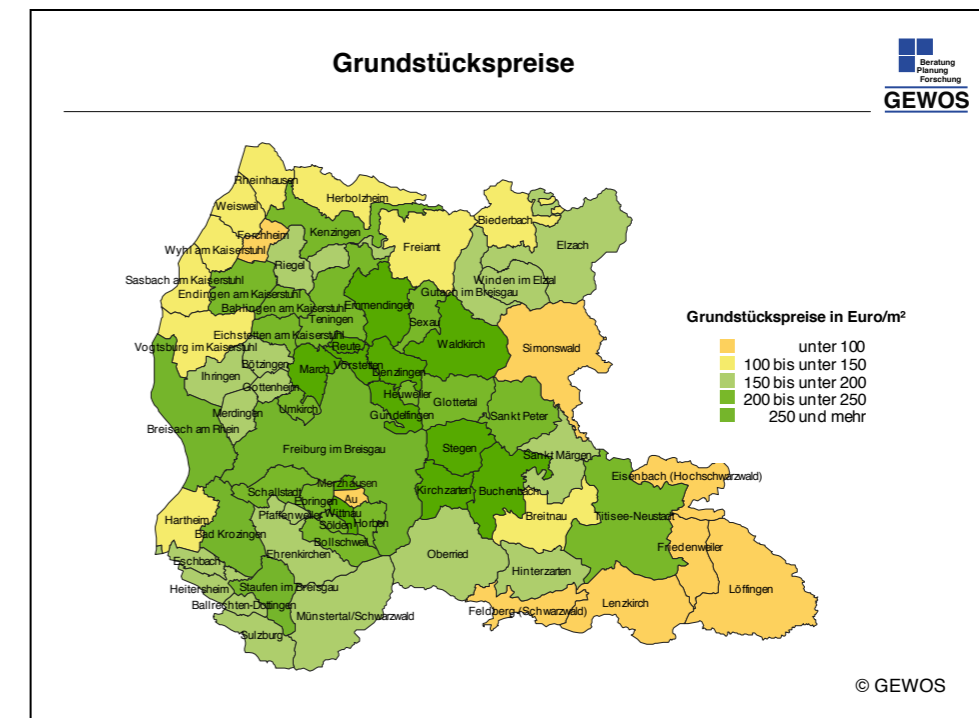 Grundstückspreise
Beratung
Planung
Forschung
GEWOS
Rheinhausen
Herbolzheim
Weisweil
Biederbach
Forchheim
Kenzingen
Freiamt
Elzach
Wyhl am Kaiserstuhl
Riegel
Sasbach am Kaiserstuhl
Winden im Elztal
Endingen am Kaiserstuhl
Gutach im Breisgau
Bahlingen am Kaiserstuhl
Emmendingen
Teningen
Sexau
Eichstetten am Kaiserstuhl
Waldkirch
Simonswald
Vogtsburg im Kaiserstuhl
Reute
Bötzingen
Vörstetten
March
Denzlingen
Ihringen
Gottenheim
Heuweiler
Glottertal
Merdingen
Umkirch
Gundelfingen
Sankt Peter
Breisach am Rhein
Freiburg im Breisgau
Stegen
Sankt Märgen
Eisenbach (Hochschwarzwald)
Merzhausen
Schallstadt
Kirchzarten
Buchenbach
Ebringen
Au
Pfaffenweiler
Wittnau
Hartheim
Sölden
Horben
Breitnau
Titisee-Neustadt
Bad Krozingen
Bollschweil
Friedenweiler
Ehrenkirchen
Oberried
Eschbach
Hinterzarten
Heitersheim
Staufen im Breisgau
Löffingen
Ballrechten-Dottingen
Münstertal/Schwarzwald
Feldberg (Schwarzwald)
Lenzkirch
Sulzburg
Grundstückspreise in Euro/m²
unter 100
100 bis unter 150
150 bis unter 200
200 bis unter 250
250 und mehr
© GEWOS